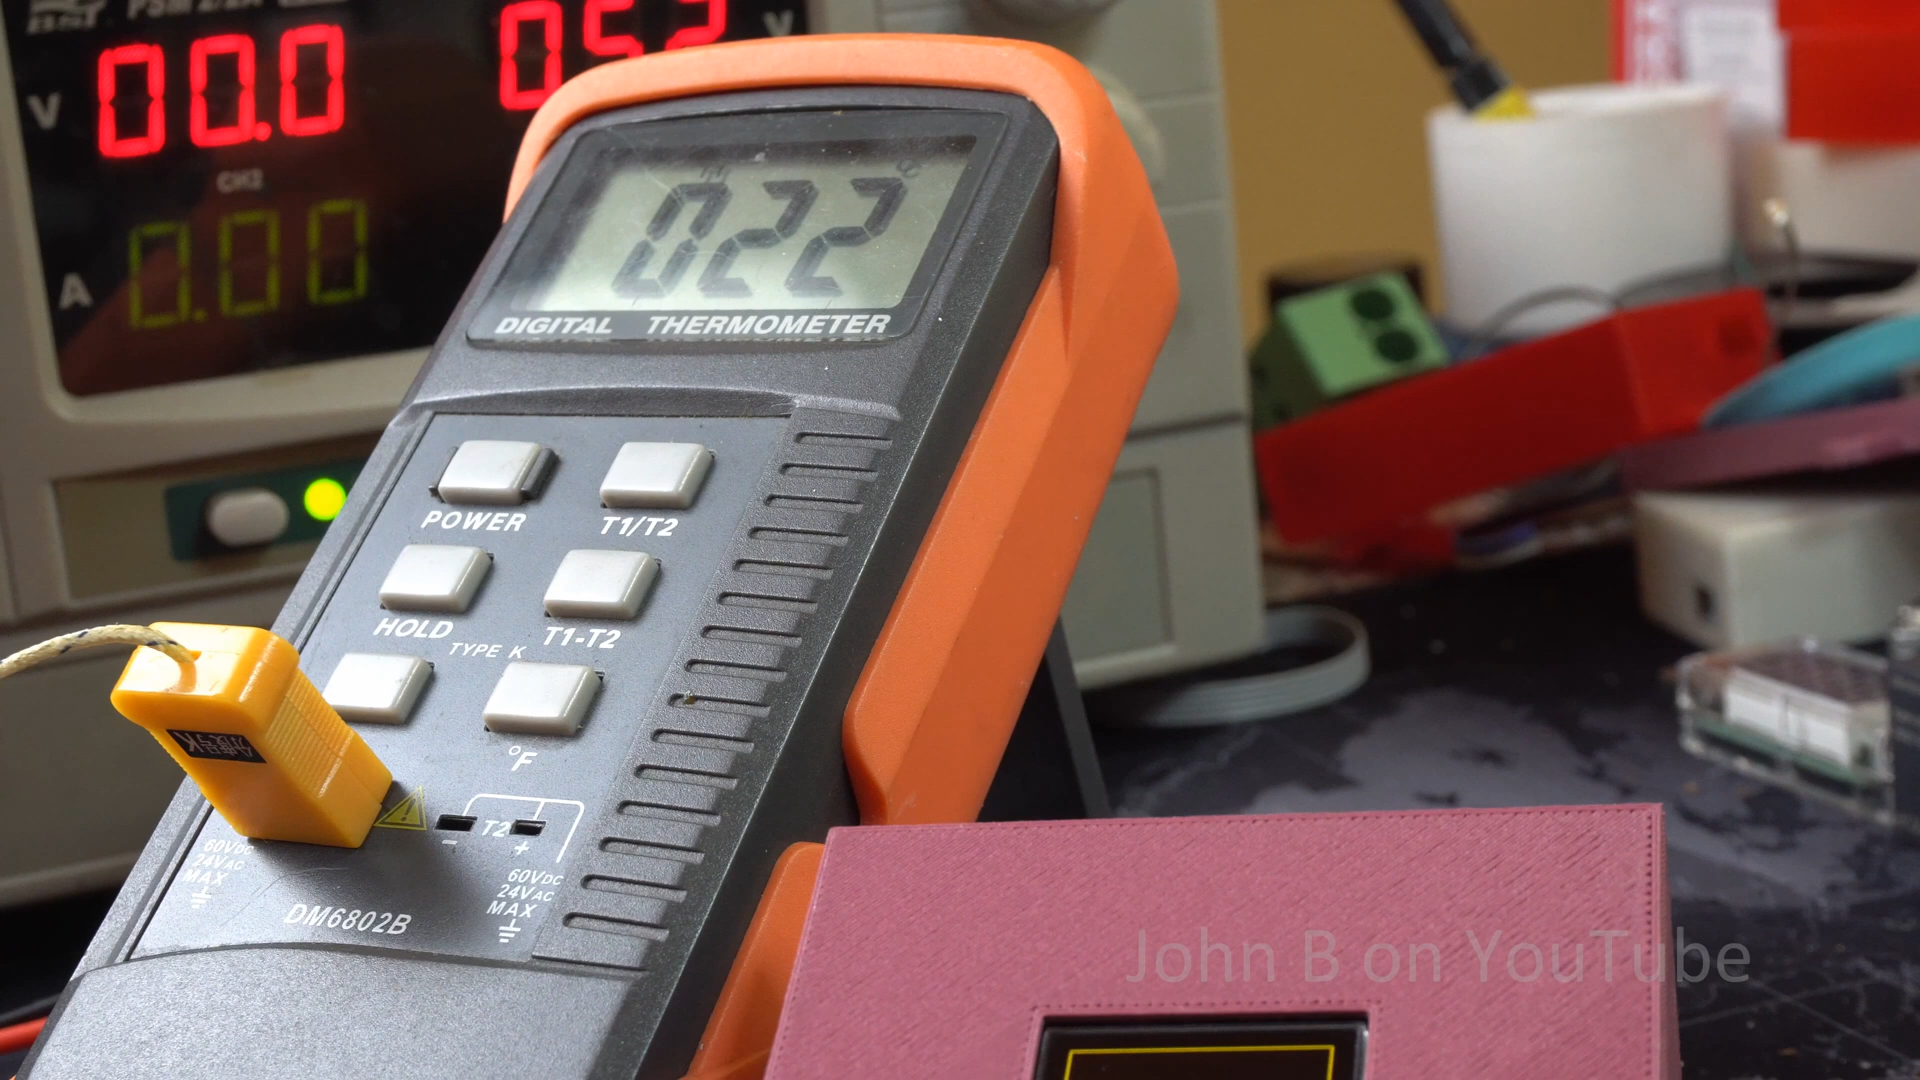 V
00.0
V
CH2
A
0.00
022
DIGITAL THERMOMETER
POWER
T1/T2
HOLD
T1-T2
TYPE K
°F
K
T2
-
+
60VDC
24VAC
MAX
60VDC
24VAC
MAX
DM6802B
John B on YouTube